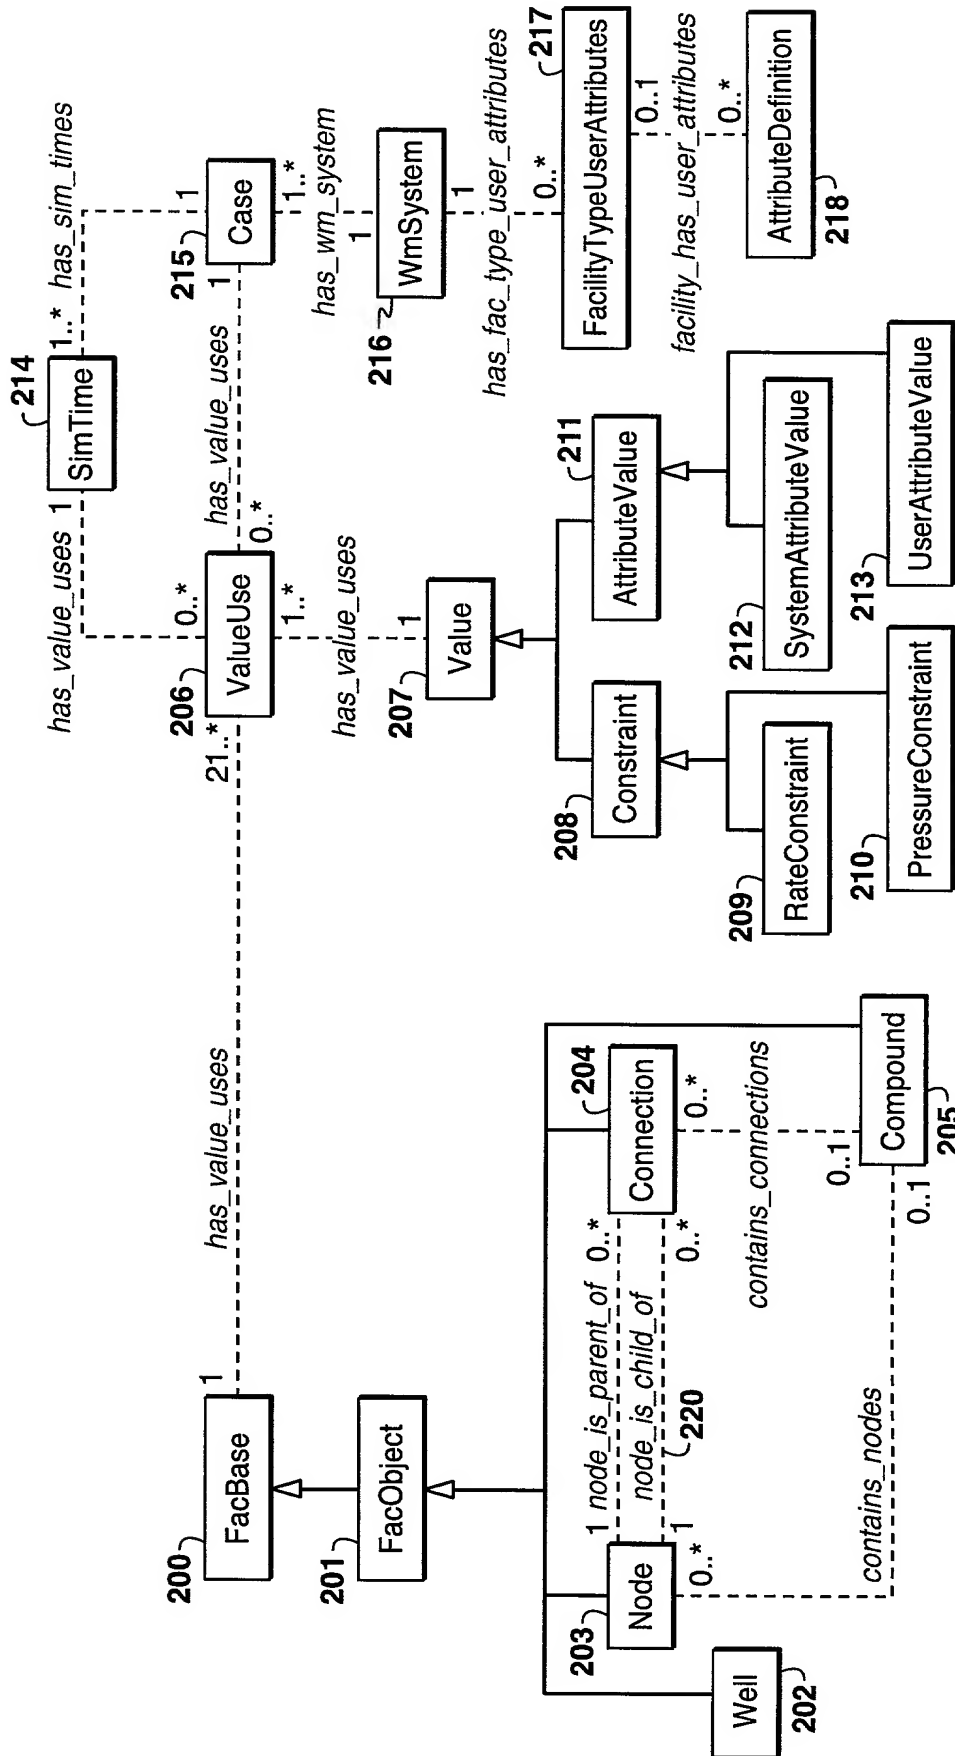 214
SimTime
1
has_value_uses
1..*
has_sim_times
1
215
Case
1
1..*
has_value_uses
0..*
0..*
206
ValueUse
21..*
1..*
has_value_uses
1
FacBase
200
has_wm_system
1
216
WmSystem
1
has_fac_type_user_attributes
0..*
217
FacilityTypeUserAttributes
0..1
facility_has_user_attributes
0..*
AttributeDefinition
218
has_value_uses
1
207
Value
208
Constraint
211
AttributeValue
209
RateConstraint
210
PressureConstraint
212
SystemAttributeValue
213
UserAttributeValue
201
FacObject
202
Well
203
Node
1
node_is_parent_of
0..*
1
node_is_child_of
0..*
220
204
Connection
0..*
contains_connections
0..1
0..*
contains_nodes
0..1
Compound
205